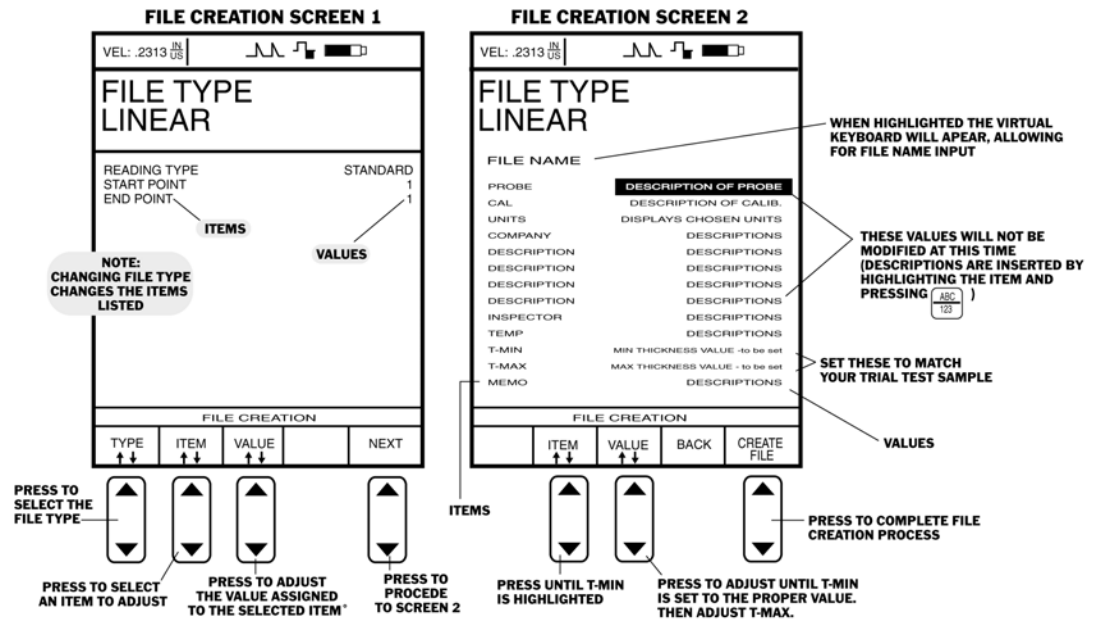 FILE CREATION SCREEN 1
VEL: .2313 IN
US
FILE TYPE
LINEAR
READING TYPE STANDARD
START POINT 1
END POINT 1
ITEMS
VALUES
NOTE:
CHANGING FILE TYPE
CHANGES THE ITEMS
LISTED
FILE CREATION
TYPE ITEM VALUE NEXT
PRESS TO
SELECT THE
FILE TYPE
PRESS TO SELECT
AN ITEM TO ADJUST
PRESS TO ADJUST
THE VALUE ASSIGNED
TO THE SELECTED ITEM*
PRESS TO
PROCEDE
TO SCREEN 2
FILE CREATION SCREEN 2
VEL: .2313 IN
US
FILE TYPE
LINEAR
FILE NAME
PROBE DESCRIPTION OF PROBE
CAL DESCRIPTION OF CALIB.
UNITS DISPLAYS CHOSEN UNITS
COMPANY DESCRIPTIONS
DESCRIPTION DESCRIPTIONS
DESCRIPTION DESCRIPTIONS
DESCRIPTION DESCRIPTIONS
DESCRIPTION DESCRIPTIONS
INSPECTOR DESCRIPTIONS
TEMP DESCRIPTIONS
T-MIN MIN THICKNESS VALUE -to be set
T-MAX MAX THICKNESS VALUE - to be set
MEMO DESCRIPTIONS
FILE CREATION
ITEM VALUE BACK CREATE
FILE
WHEN HIGHLIGHTED THE VIRTUAL
KEYBOARD WILL APEAR, ALLOWING
FOR FILE NAME INPUT
THESE VALUES WILL NOT BE
MODIFIED AT THIS TIME
(DESCRIPTIONS ARE INSERTED BY
HIGHLIGHTING THE ITEM AND
PRESSING ABC
123 )
SET THESE TO MATCH
YOUR TRIAL TEST SAMPLE
VALUES
ITEMS
PRESS TO COMPLETE FILE
CREATION PROCESS
PRESS UNTIL T-MIN
IS HIGHLIGHTED
PRESS TO ADJUST UNTIL T-MIN
IS SET TO THE PROPER VALUE.
THEN ADJUST T-MAX.